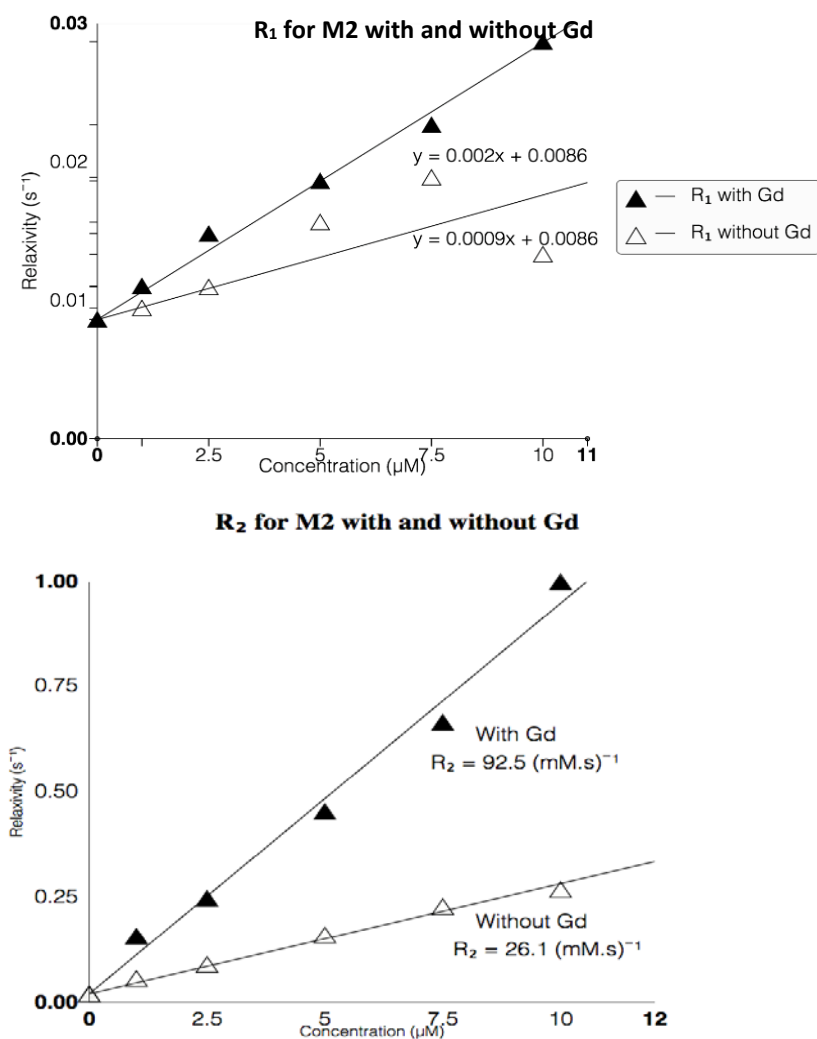 R₁ for M2 with and without Gd
0.03
0.02
0.01
0.00
Relaxivity (s⁻¹)
y = 0.002x + 0.0086
y = 0.0009x + 0.0086
R₁ with Gd
R₁ without Gd
0 2.5 5 7.5 10 11
Concentration (µM)
R₂ for M2 with and without Gd
1.00
0.75
0.50
0.25
0.00
Relaxivity (s⁻¹)
With Gd
R₂ = 92.5 (mM.s)⁻¹
Without Gd
R₂ = 26.1 (mM.s)⁻¹
0 2.5 5 7.5 10 12
Concentration (µM)